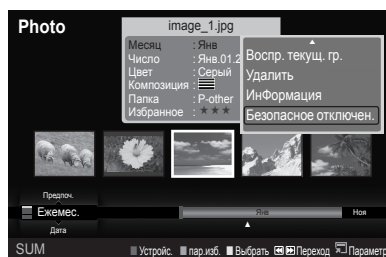 Photo
image_1.jpg
Месяц : Янв
Число : Янв.01.2
Цвет : Серый
Композиция :
Папка : P-other
Избранное : ★ ★ ★
Воспр. текущ. гр.
Удалить
ИнФормация
Безопасное отключен.
Предпоч.
Ежемес.
Янв
Ноя
Дата
SUM
Устройс. пар.изб. Выбрать Переход Параметр